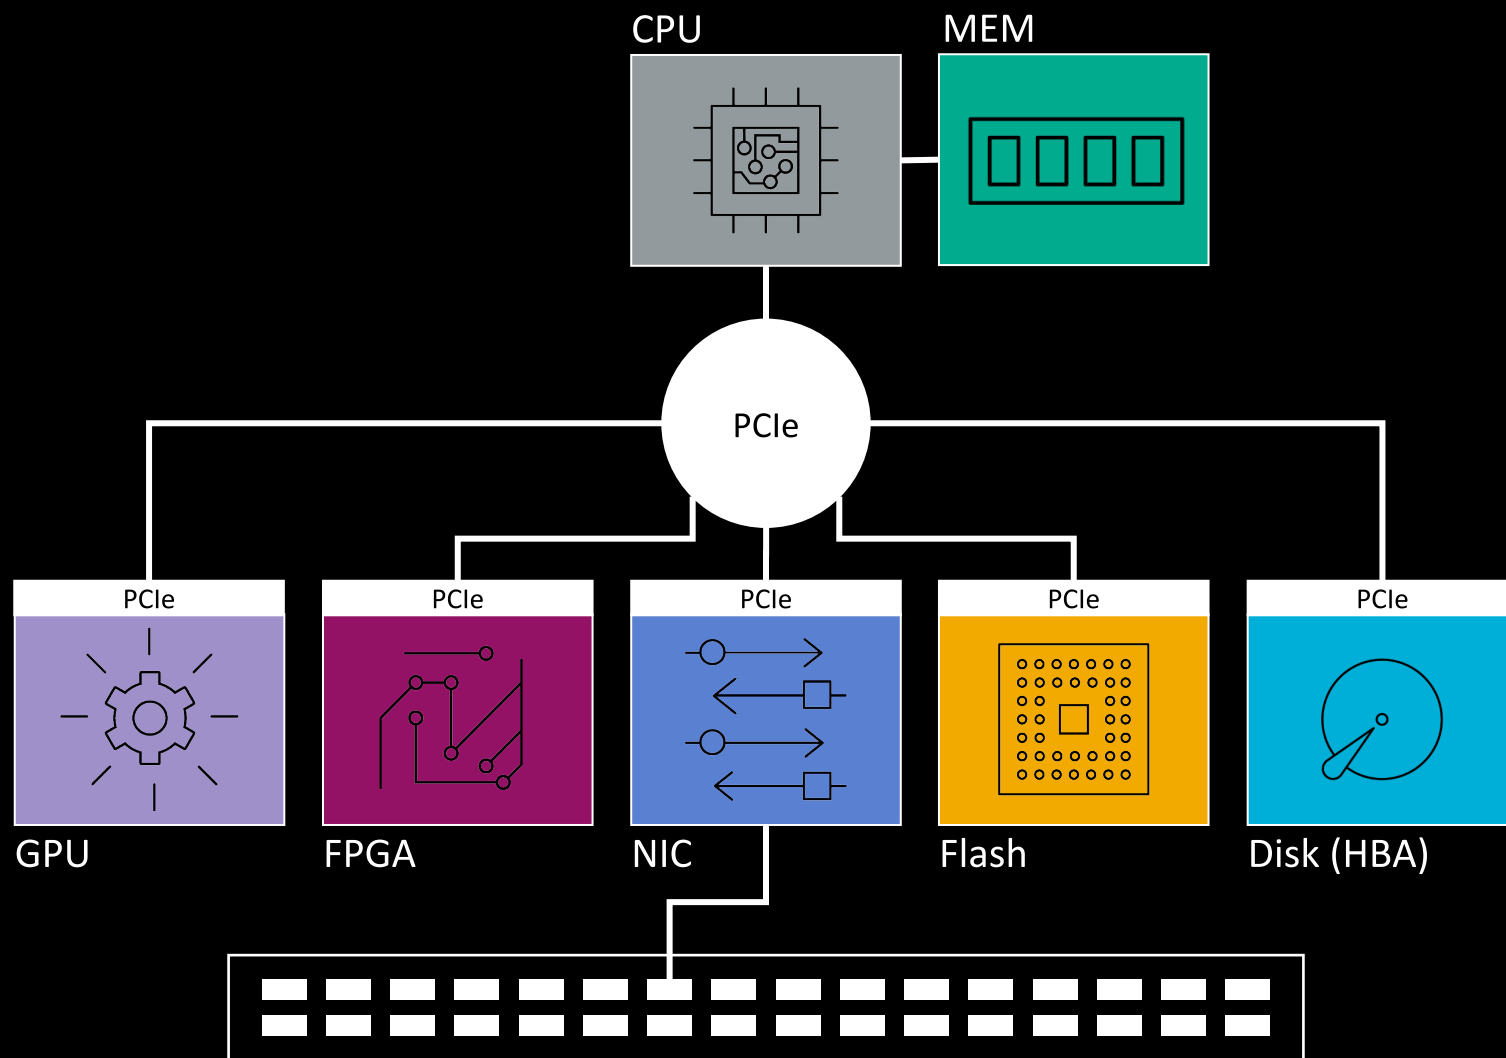 CPU
MEM
PCIe
PCIe
PCIe
PCIe
PCIe
PCIe
GPU
FPGA
NIC
Flash
Disk (HBA)